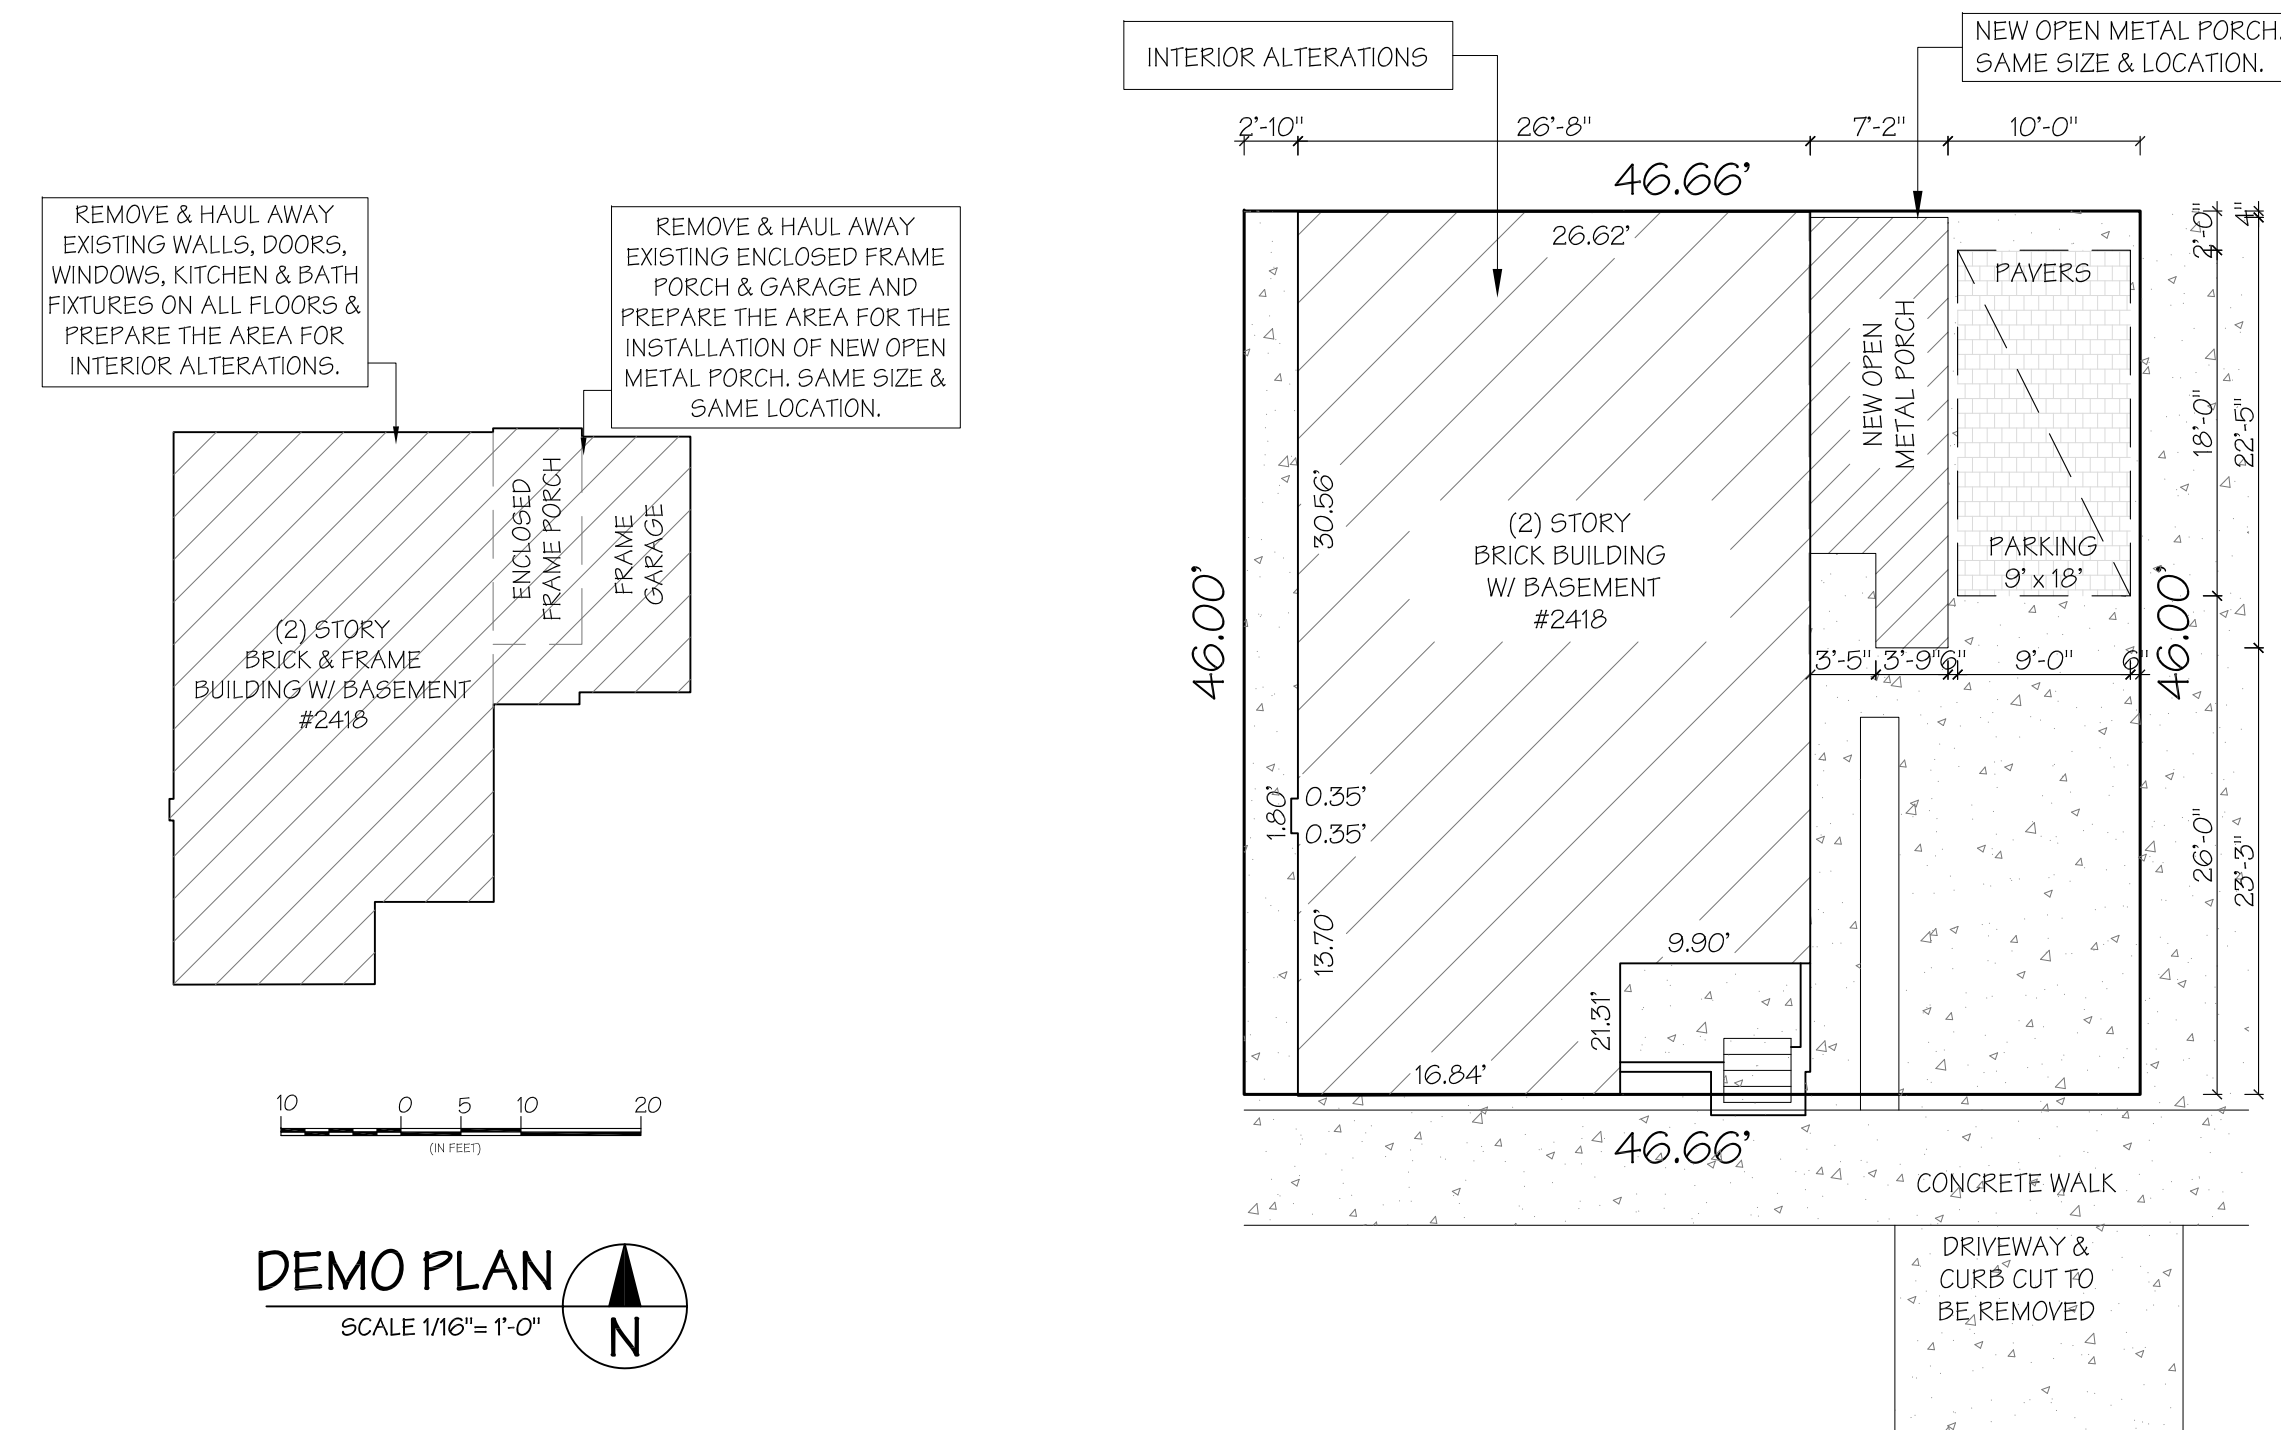 REMOVE & HAUL AWAY
EXISTING WALLS, DOORS,
WINDOWS, KITCHEN & BATH
FIXTURES ON ALL FLOORS &
PREPARE THE AREA FOR
INTERIOR ALTERATIONS.
REMOVE & HAUL AWAY
EXISTING ENCLOSED FRAME
PORCH & GARAGE AND
PREPARE THE AREA FOR THE
INSTALLATION OF NEW OPEN
METAL PORCH. SAME SIZE &
SAME LOCATION.
ENCLOSED
FRAME PORCH
FRAME
GARAGE
(2) STORY
BRICK & FRAME
BUILDING W/ BASEMENT
#2418
10 0 5 10 20
(IN FEET)
DEMO PLAN
SCALE 1/16"= 1'-0"
N
INTERIOR ALTERATIONS
NEW OPEN METAL PORCH.
SAME SIZE & LOCATION.
2'-10" 26'-8" 7'-2" 10'-0"
46.66'
26.62'
2'-0"
4"
PAVERS
NEW OPEN
METAL PORCH
18'-0"
22'-5"
30.56'
(2) STORY
BRICK BUILDING
W/ BASEMENT
#2418
PARKING
9' x 18'
46.00'
46.00'
3'-5" 3'-9" 6" 9'-0" 6"
1.80'
0.35'
0.35'
26'-0"
23'-3"
13.70'
9.90'
21.31'
16.84'
46.66'
CONCRETE WALK
DRIVEWAY &
CURB CUT TO
BE REMOVED